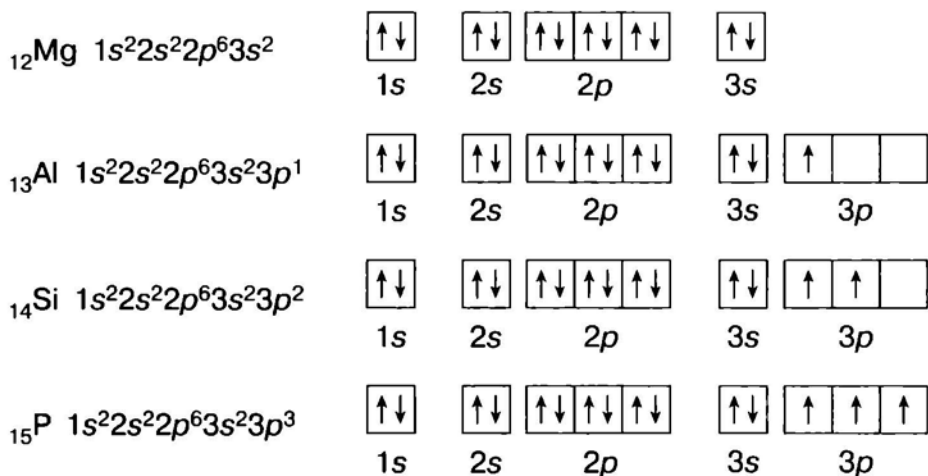 ₁₂Mg 1s²2s²2p⁶3s² ↑↓ ↑↓ ↑↓ ↑↓ ↑↓ ↑↓
1s 2s 2p 3s
₁₃Al 1s²2s²2p⁶3s²3p¹ ↑↓ ↑↓ ↑↓ ↑↓ ↑↓ ↑↓ ↑
1s 2s 2p 3s 3p
₁₄Si 1s²2s²2p⁶3s²3p² ↑↓ ↑↓ ↑↓ ↑↓ ↑↓ ↑↓ ↑ ↑
1s 2s 2p 3s 3p
₁₅P 1s²2s²2p⁶3s²3p³ ↑↓ ↑↓ ↑↓ ↑↓ ↑↓ ↑↓ ↑ ↑ ↑
1s 2s 2p 3s 3p